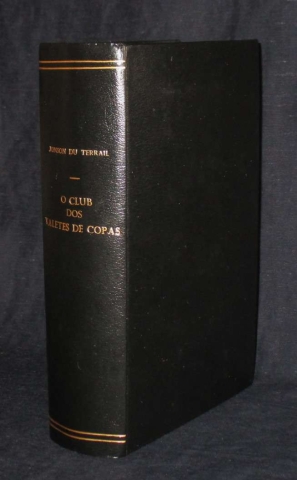 PONSON DU TERRAIL
O CLUB
DOS
VALETES DE COPAS